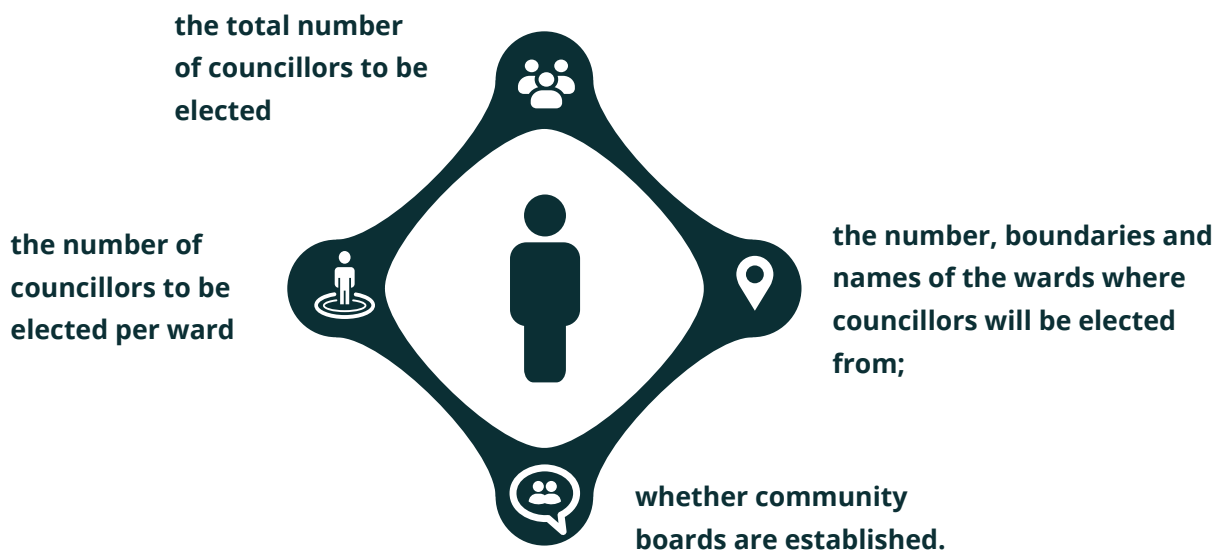 the total number
of councillors to be
elected
the number of
councillors to be
elected per ward
the number, boundaries and
names of the wards where
councillors will be elected
from;
whether community
boards are established.